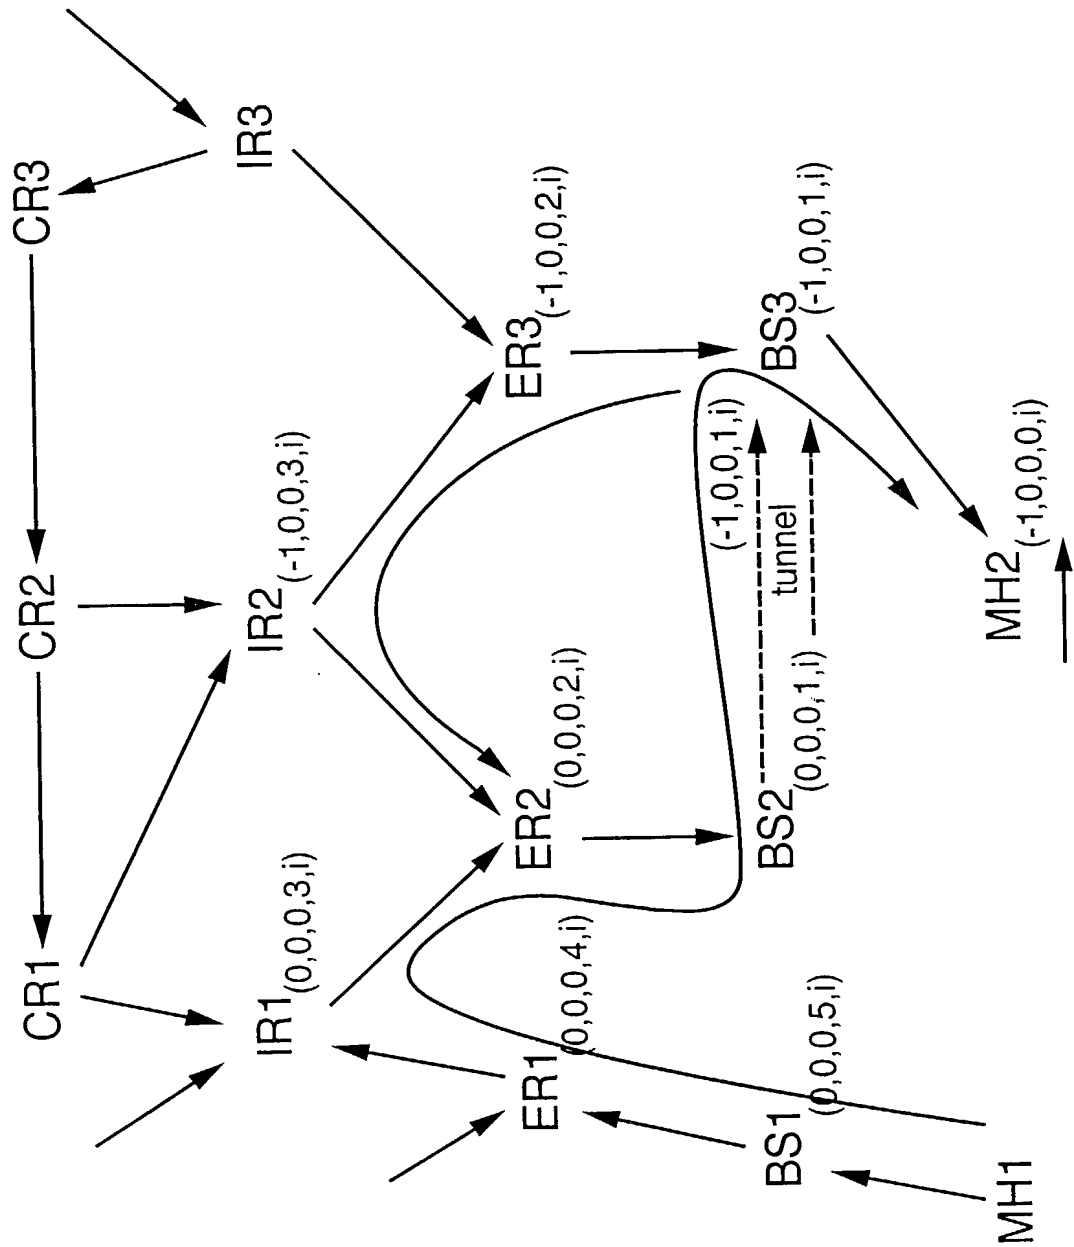 CR1
CR2
CR3
IR1 (0,0,0,3,i)
IR2 (-1,0,0,3,i)
IR3
ER1 (0,0,0,4,i)
ER2 (0,0,0,2,i)
ER3 (-1,0,0,2,i)
BS1 (0,0,0,5,i)
BS2 (0,0,0,1,i)
(-1,0,0,1,i)
tunnel
BS3 (-1,0,0,1,i)
MH1
MH2 (-1,0,0,0,i)